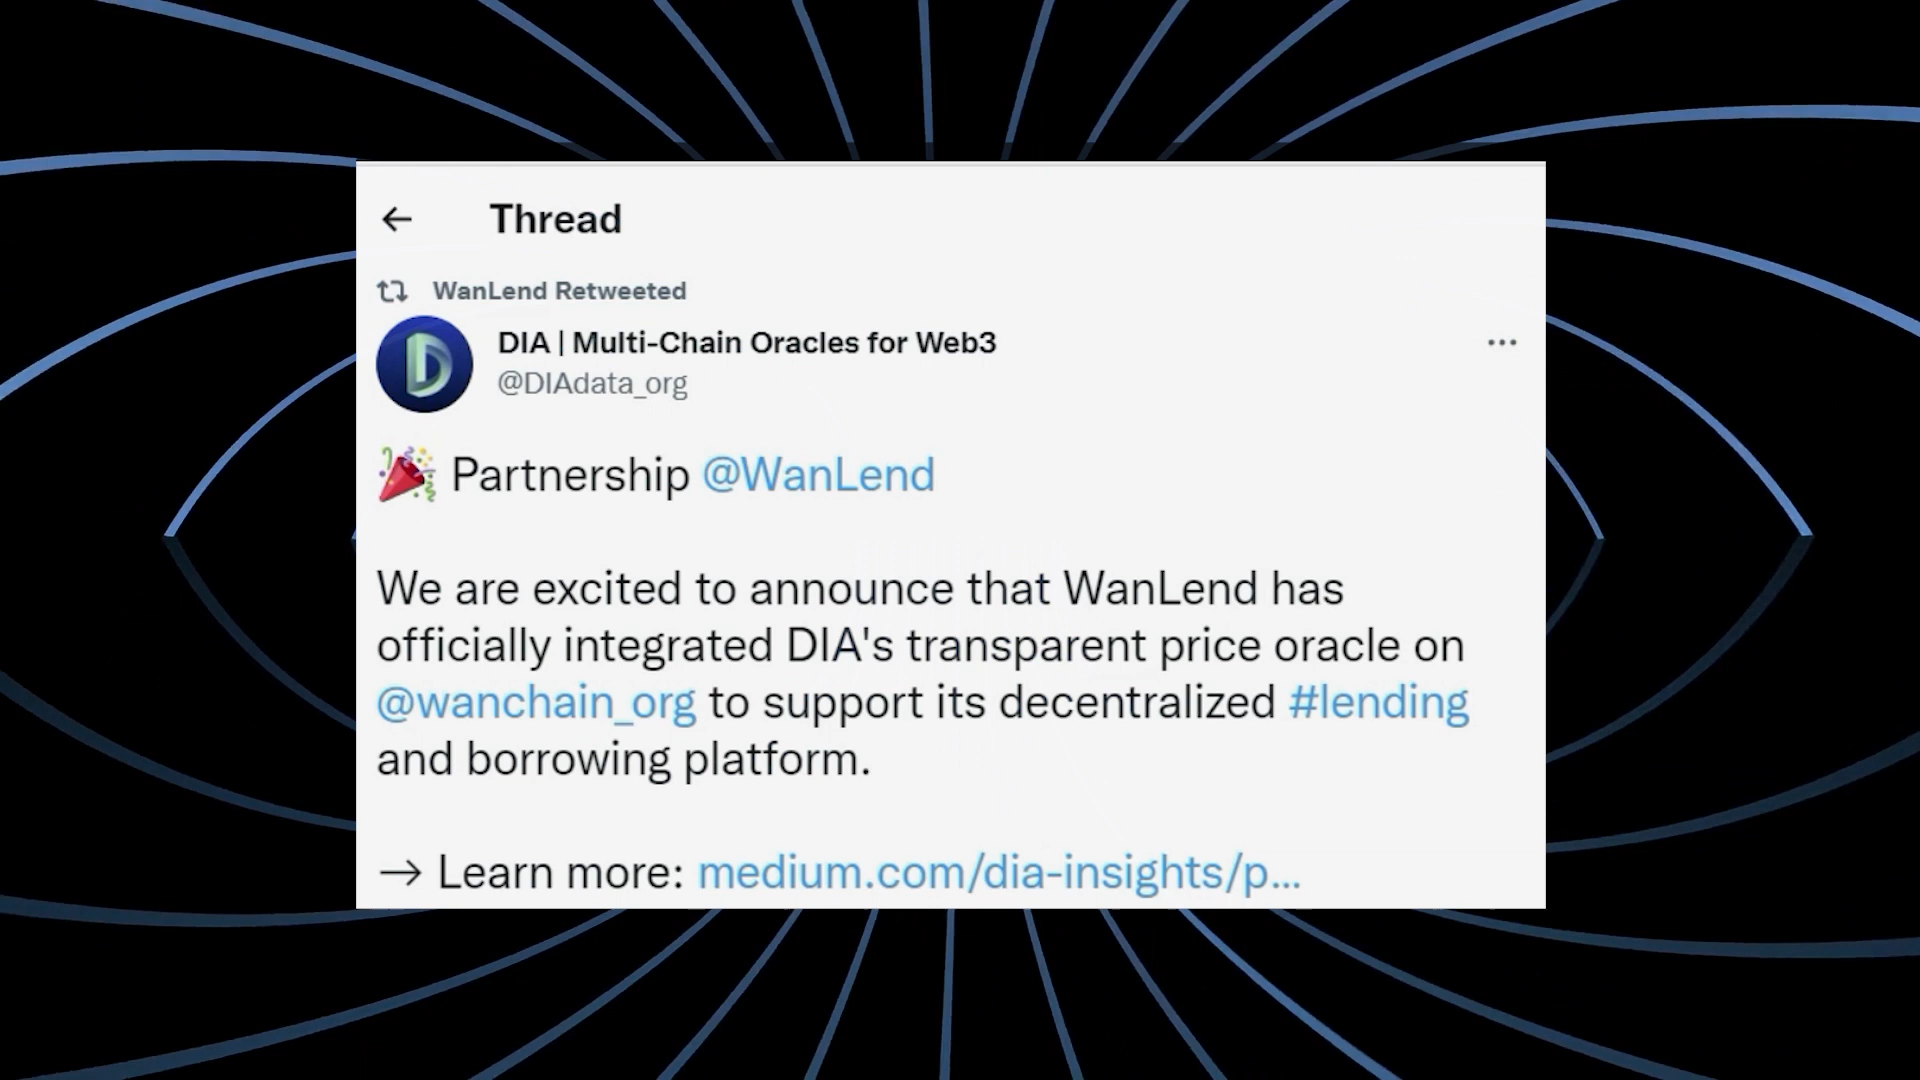 Thread
WanLend Retweeted
DIA | Multi-Chain Oracles for Web3
@DIAdata_org
🎉 Partnership @WanLend
We are excited to announce that WanLend has
officially integrated DIA's transparent price oracle on
@wanchain_org to support its decentralized #lending
and borrowing platform.
→ Learn more: medium.com/dia-insights/p...